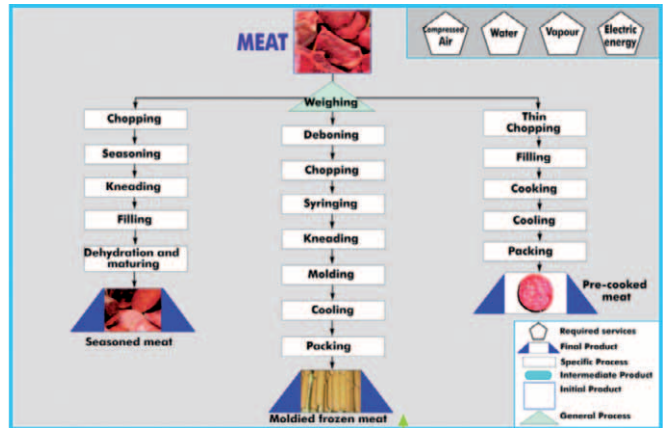 MEAT
Compressed
Air
Water
Vapour
Electric
energy
Weighing
Chopping
Seasoning
Kneading
Filling
Dehydration and
maturing
Seasoned meat
Deboning
Chopping
Syringing
Kneading
Molding
Cooling
Packing
Moldied frozen meat
Thin
Chopping
Filling
Cooking
Cooling
Packing
Pre-cooked
meat
Required services
Final Product
Specific Process
Intermediate Product
Initial Product
General Process